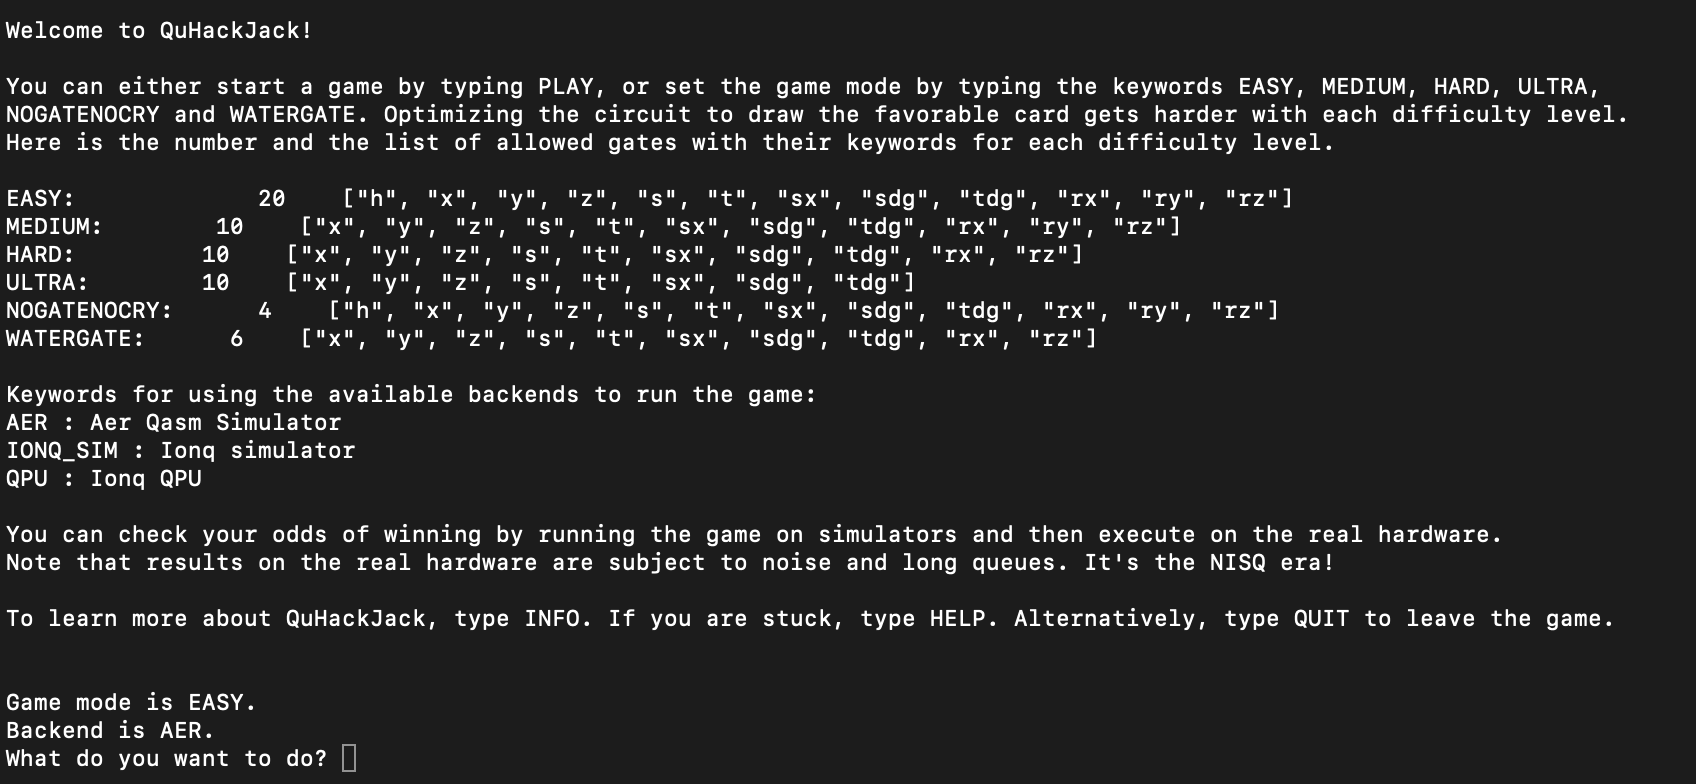 Welcome to QuHackJack!
You can either start a game by typing PLAY, or set the game mode by typing the keywords EASY, MEDIUM, HARD, ULTRA,
NOGATENOCRY and WATERGATE. Optimizing the circuit to draw the favorable card gets harder with each difficulty level.
Here is the number and the list of allowed gates with their keywords for each difficulty level.
EASY: 20 ["h", "x", "y", "z", "s", "t", "sx", "sdg", "tdg", "rx", "ry", "rz"]
MEDIUM: 10 ["x", "y", "z", "s", "t", "sx", "sdg", "tdg", "rx", "ry", "rz"]
HARD: 10 ["x", "y", "z", "s", "t", "sx", "sdg", "tdg", "rx", "rz"]
ULTRA: 10 ["x", "y", "z", "s", "t", "sx", "sdg", "tdg"]
NOGATENOCRY: 4 ["h", "x", "y", "z", "s", "t", "sx", "sdg", "tdg", "rx", "ry", "rz"]
WATERGATE: 6 ["x", "y", "z", "s", "t", "sx", "sdg", "tdg", "rx", "rz"]
Keywords for using the available backends to run the game:
AER : Aer Qasm Simulator
IONQ_SIM : Ionq simulator
QPU : Ionq QPU
You can check your odds of winning by running the game on simulators and then execute on the real hardware.
Note that results on the real hardware are subject to noise and long queues. It's the NISQ era!
To learn more about QuHackJack, type INFO. If you are stuck, type HELP. Alternatively, type QUIT to leave the game.
Game mode is EASY.
Backend is AER.
What do you want to do?